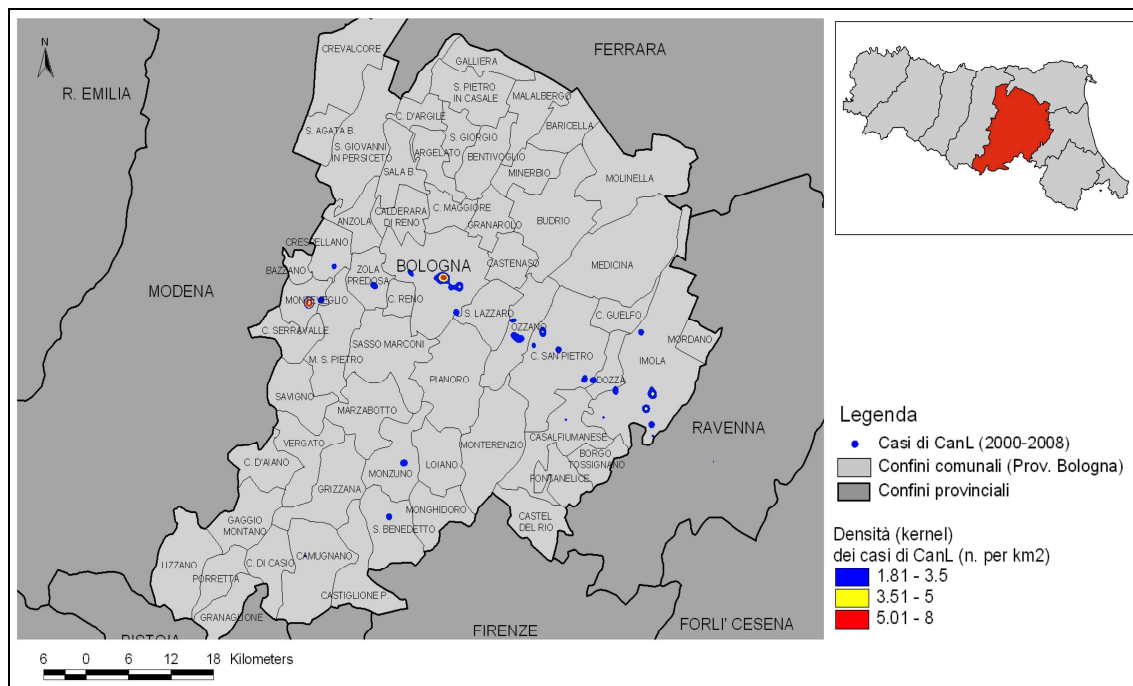 N
CREVALCORE
FERRARA
GALLIERA
R. EMILIA
S. PIETRO
IN CASALE
MALALBERGO
C. D'ARGILE
BARICELLA
S. AGATA B.
S. GIORGIO
S. GIOVANNI
IN PERSICETO
ARGELATO
BENTIVOGLIO
SALA B.
MINERBIO
MOLINELLA
C. MAGGIORE
CALDERARA
DI RENO
ANZOLA
GRANAROLO
BUDRIO
CRESPELLANO
BOLOGNA
CASTENASO
MEDICINA
BAZZANO
ZOLA
PREDOSA
MODENA
MONTEVEGLIO
C. RENO
S. LAZZARO
C. GUELFO
OZZANO
C. SERRAVALLE
MORDANO
SASSO MARCONI
C. SAN PIETRO
IMOLA
M. S. PIETRO
PIANORO
DOZZA
SAVIGNO
MARZABOTTO
RAVENNA
VERGATO
MONTERENZIO
CASALFIUMANESE
C. D'AIANO
MONZUNO
LOIANO
BORGO
TOSSIGNANO
GRIZZANA
FONTANELICE
MONGHIDORO
CASTEL
DEL RIO
GAGGIO
MONTANO
S. BENEDETTO
CAMUGNANO
LIZZANO
C. DI CASIO
PORRETTA
CASTIGLIONE P.
GRANAGLIONE
PISTOIA
FIRENZE
FORLI' CESENA
6 0 6 12 18 Kilometers
Legenda
Casi di CanL (2000-2008)
Confini comunali (Prov. Bologna)
Confini provinciali
Densità (kernel)
dei casi di CanL (n. per km2)
1.81 - 3.5
3.51 - 5
5.01 - 8